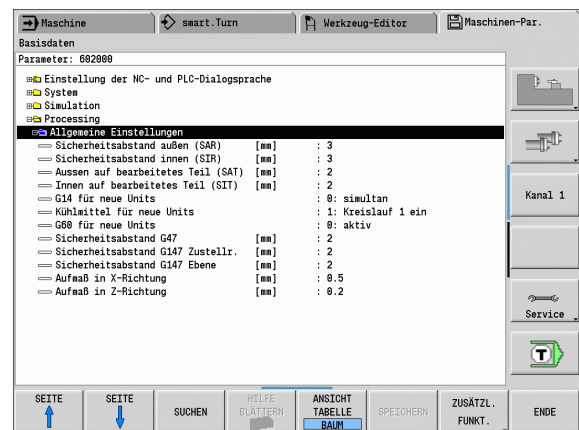 Maschine smart.Turn Werkzeug-Editor Maschinen-Par.
Basisdaten
Parameter: 602000
Einstellung der NC- und PLC-Dialogsprache
System
Simulation
Processing
Allgemeine Einstellungen
Sicherheitsabstand außen (SAR) [mm] : 3
Sicherheitsabstand innen (SIR) [mm] : 3
Aussen auf bearbeitetes Teil (SAT) [mm] : 2
Innen auf bearbeitetes Teil (SIT) [mm] : 2
G14 für neue Units : 0: simultan
Kühlmittel für neue Units : 1: Kreislauf 1 ein
G60 für neue Units : 0: aktiv
Sicherheitsabstand G47 [mm] : 2
Sicherheitsabstand G147 Zustellr. [mm] : 2
Sicherheitsabstand G147 Ebene [mm] : 2
Aufmaß in X-Richtung [mm] : 0.5
Aufmaß in Z-Richtung [mm] : 0.2
Kanal 1
Service
T
SEITE
SEITE
SUCHEN
HILFE
BLÄTTERN
ANSICHT
TABELLE
BAUM
SPEICHERN
ZUSÄTZL.
FUNKT.
ENDE